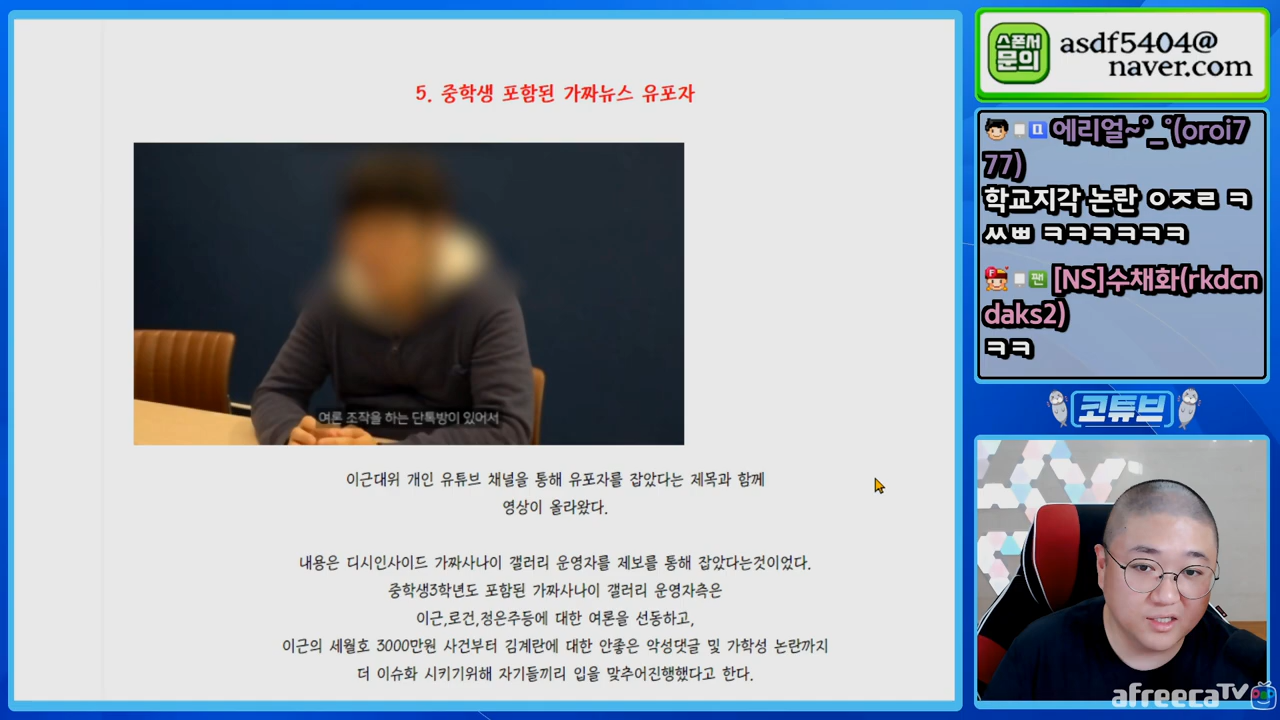 5. 중학생 포함된 가짜뉴스 유포자
여론 조작을 하는 단톡방이 있어서
이근대위 개인 유튜브 채널을 통해 유포자를 잡았다는 제목과 함께
영상이 올라왔다.
내용은 디시인사이드 가짜사나이 갤러리 운영자를 제보를 통해 잡았다는것이었다.
중학생3학년도 포함된 가짜사나이 갤러리 운영자측은
이근,로건,정은주등에 대한 여론을 선동하고,
이근의 세월호 3000만원 사건부터 김계란에 대한 안좋은 악성댓글 및 가학성 논란까지
더 이슈화 시키기위해 자기들끼리 입을 맞추어진행했다고 한다.
스폰서
문의
asdf5404@
naver.com
에리얼~°_°(oroi7
77)
학교지각 논란 ㅇㅈㄹ ㅋ
ㅆㅃ ㅋㅋㅋㅋㅋㅋ
F 팬 [NS]수채화(rkdcn
daks2)
ㅋㅋ
코튜브
afreecaTV